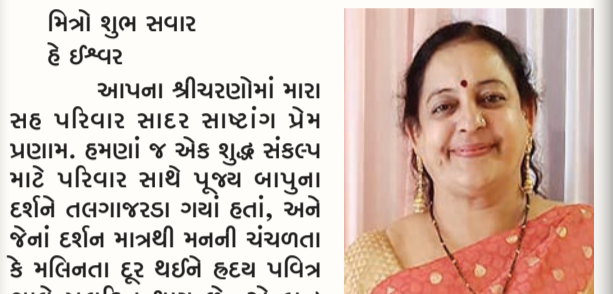 મિત્રો શુભ સવાર
હે ઈશ્વર
આપના શ્રીચરણોમાં મારા
સહ પરિવાર સાદર સાષ્ટાંગ પ્રેમ
પ્રણામ. હમણાં જ એક શુદ્ધ સંકલ્પ
માટે પરિવાર સાથે પૂજ્ય બાપુના
દર્શને તલગાજરડા ગયાં હતાં, અને
જેનાં દર્શન માત્રથી મનની ચંચળતા
કે મલિનતા દૂર થઈને હૃદય પવિત્ર